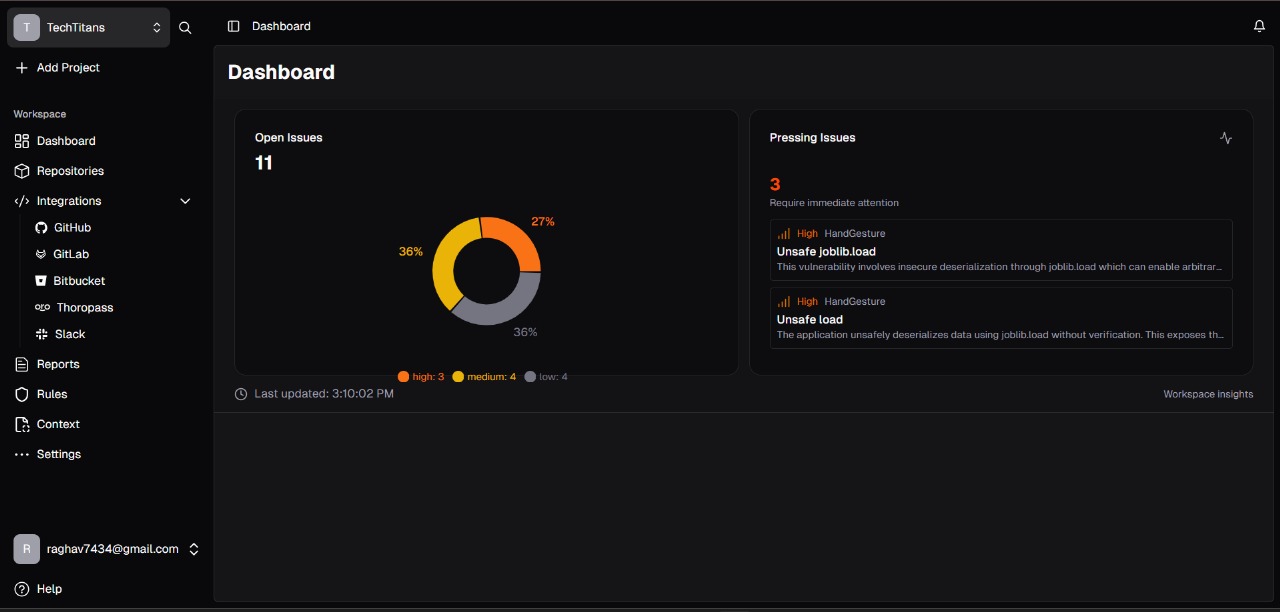 T TechTitans
Add Project
Workspace
Dashboard
Repositories
Integrations
GitHub
GitLab
Bitbucket
Thoropass
Slack
Reports
Rules
Context
Settings
R raghav7434@gmail.com
Help
Dashboard
Dashboard
Open Issues
11
27%
36%
36%
high: 3 medium: 4 low: 4
Pressing Issues
3
Require immediate attention
High HandGesture
Unsafe joblib.load
This vulnerability involves insecure deserialization through joblib.load which can enable arbitrar...
High HandGesture
Unsafe load
The application unsafely deserializes data using joblib.load without verification. This exposes th...
Last updated: 3:10:02 PM
Workspace insights